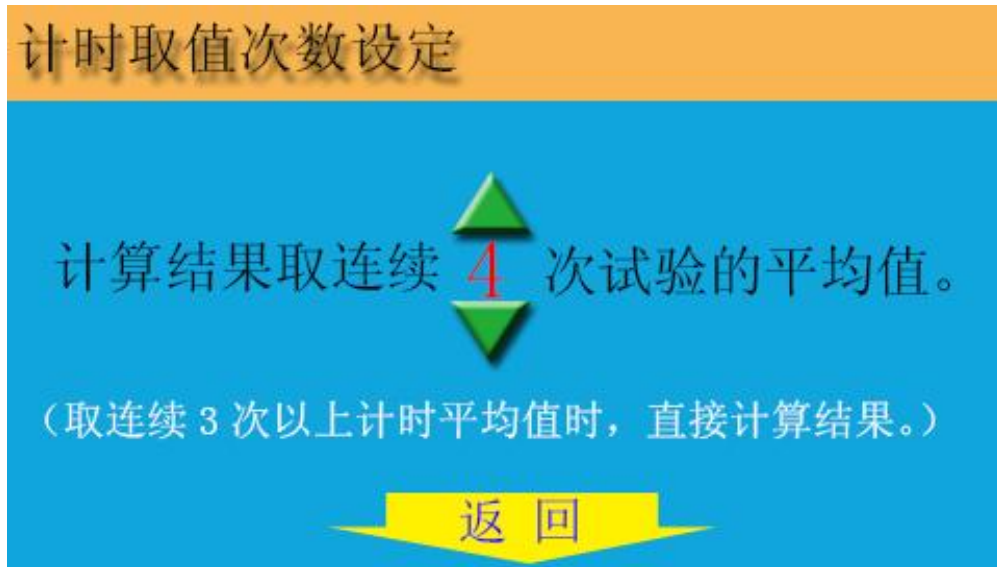 计时取值次数设定
计算结果取连续 4 次试验的平均值。
（取连续 3 次以上计时平均值时，直接计算结果。）
返 回